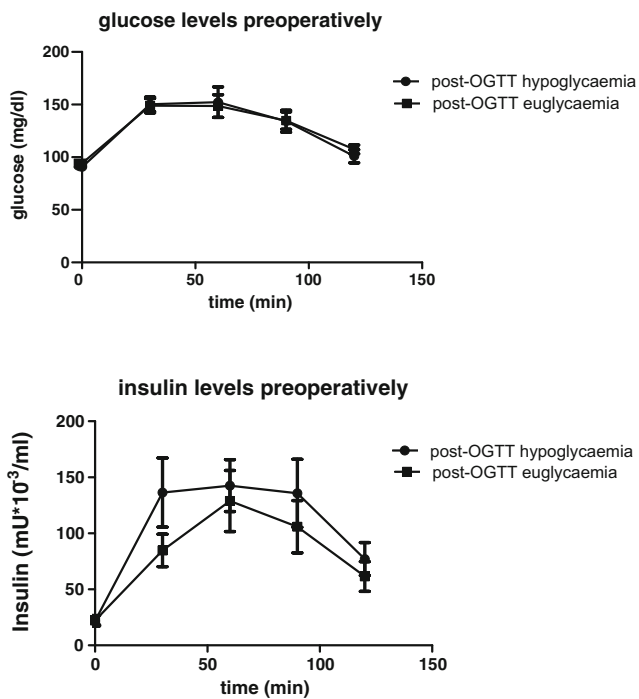 glucose levels preoperatively
200
150
100
50
0
glucose (mg/dl)
0 50 100 150
time (min)
post-OGTT hypoglycaemia
post-OGTT euglycaemia
insulin levels preoperatively
200
150
100
50
0
Insulin (mU*10⁻³/ml)
0 50 100 150
time (min)
post-OGTT hypoglycaemia
post-OGTT euglycaemia